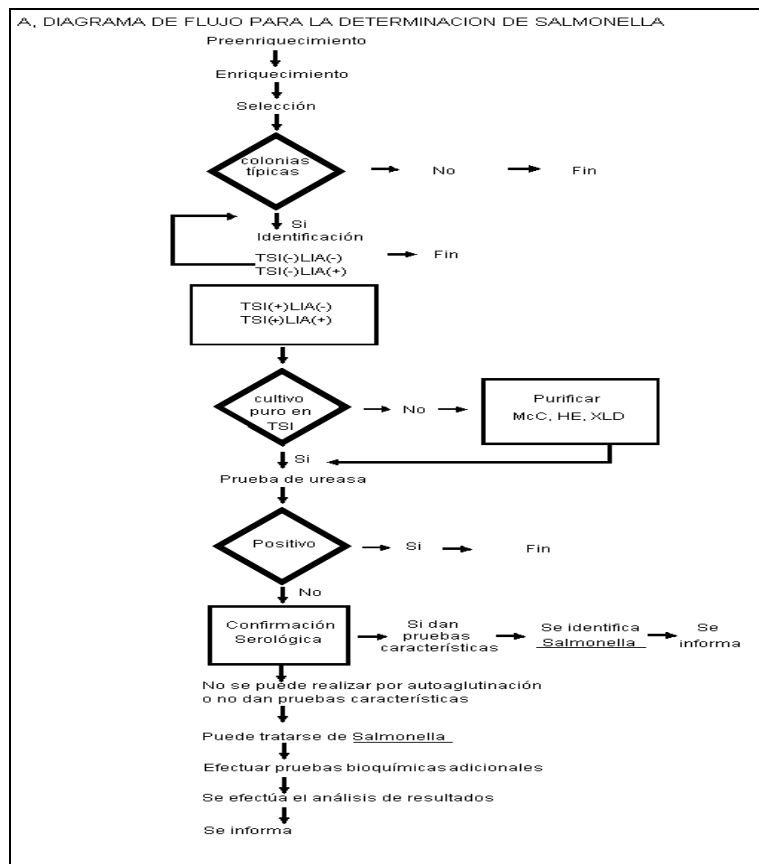 A, DIAGRAMA DE FLUJO PARA LA DETERMINACION DE SALMONELLA
Preenriquecimiento
Enriquecimiento
Selección
colonias
típicas
No
Fin
Si
Identificación
TSI(-)LIA(-)
TSI(-)LIA(+)
Fin
TSI(+)LIA(-)
TSI(+)LIA(+)
cultivo
puro en
TSI
No
Purificar
McC, HE, XLD
Si
Prueba de ureasa
Positivo
Si
Fin
No
Confirmación
Serológica
Si dan
pruebas
características
Se identifica
Salmonella
Se
informa
No se puede realizar por autoaglutinación
o no dan pruebas características
Puede tratarse de Salmonella
Efectuar pruebas bioquímicas adicionales
Se efectúa el análisis de resultados
Se informa